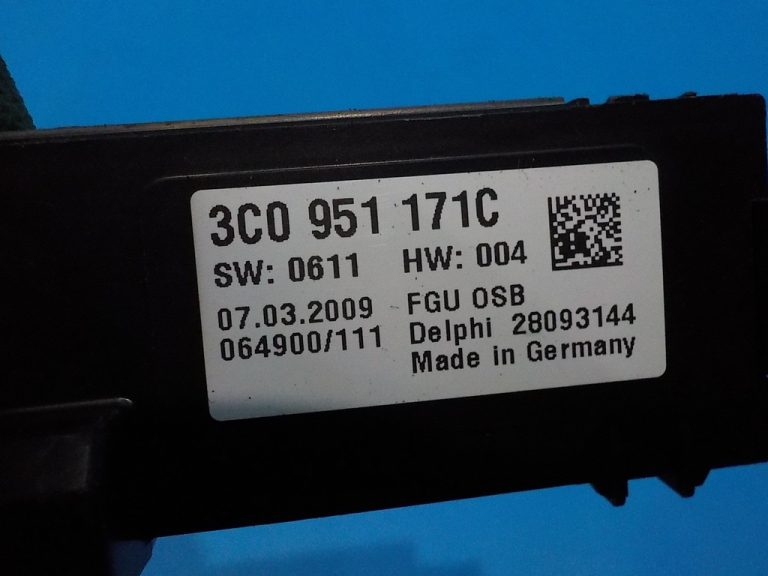 3C0 951 171C
SW: 0611 HW: 004
07.03.2009 FGU OSB
064900/111 Delphi 28093144
Made in Germany